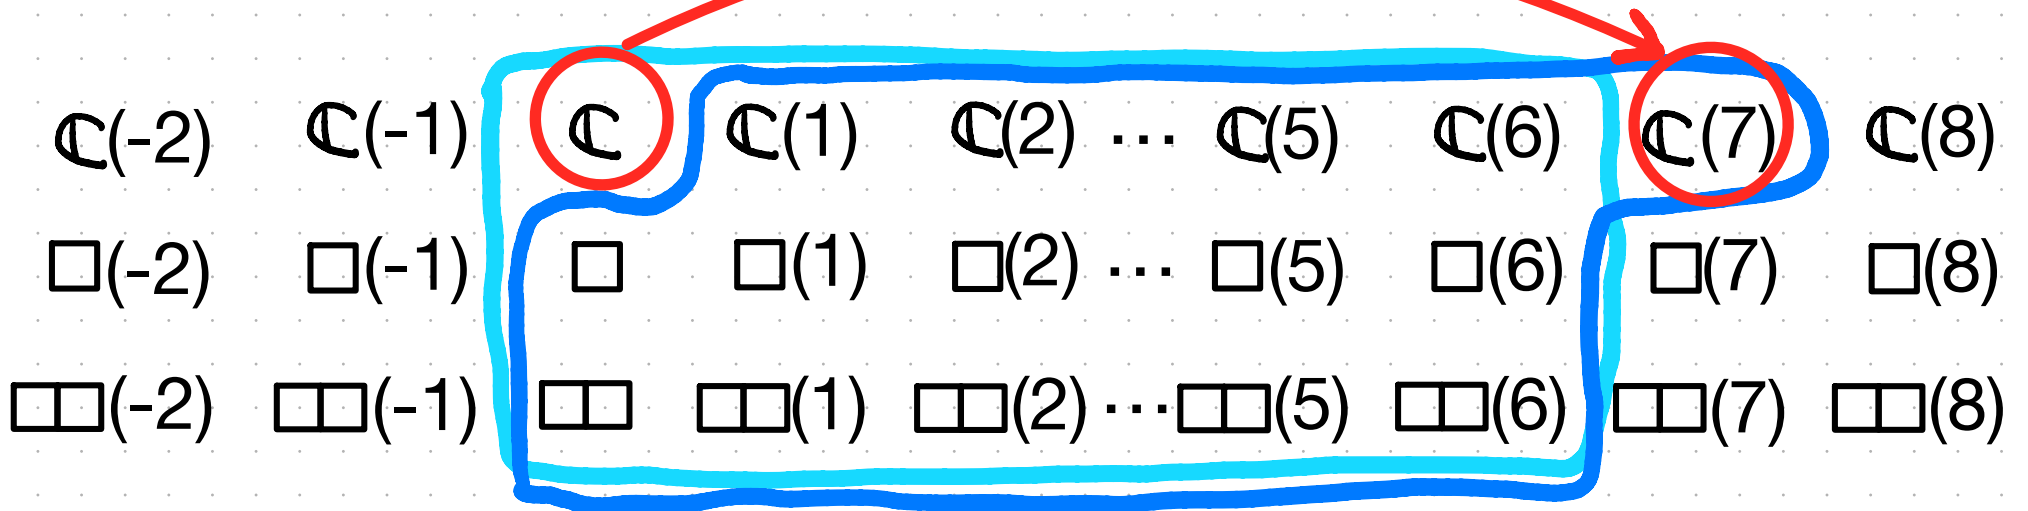 ℂ(-2) ℂ(-1) ℂ ℂ(1) ℂ(2) ⋯ ℂ(5) ℂ(6) ℂ(7) ℂ(8)
□(-2) □(-1) □ □(1) □(2) ⋯ □(5) □(6) □(7) □(8)
□□(-2) □□(-1) □□ □□(1) □□(2) ⋯ □□(5) □□(6) □□(7) □□(8)